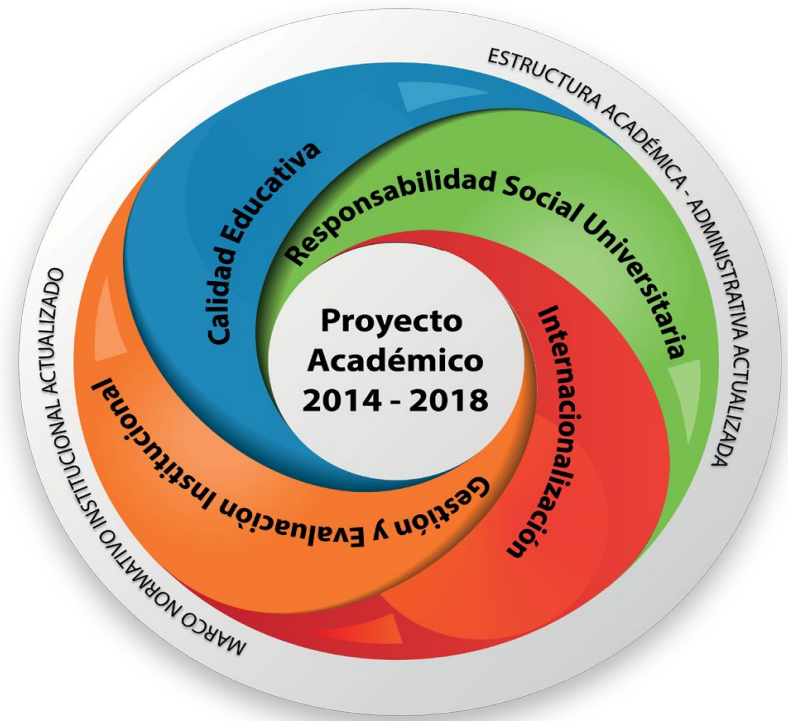 ESTRUCTURA ACADÉMICA - ADMINISTRATIVA ACTUALIZADA
Calidad Educativa
Responsabilidad Social Universitaria
Proyecto
Académico
2014 - 2018
Internacionalización
Gestión y Evaluaciòn Institucional
MARCO NORMATIVO INSTITUCIONAL ACTUALIZADO